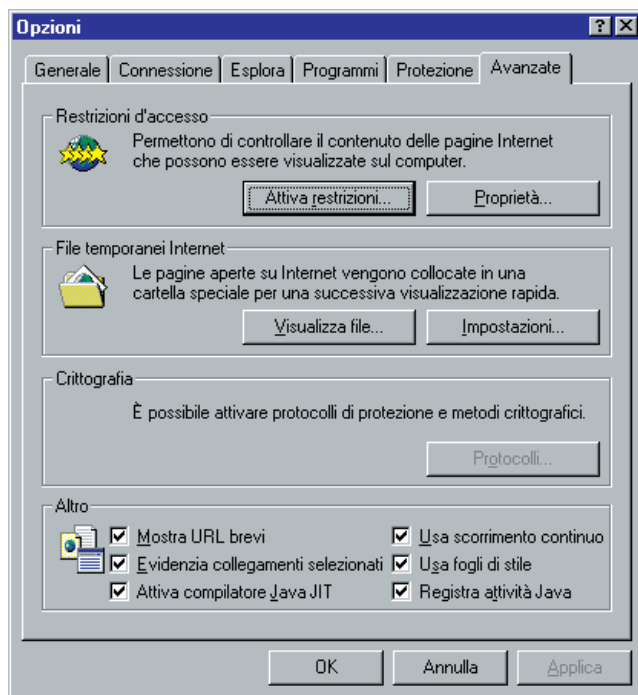 Opzioni
Generale Connessione Esplora Programmi Protezione Avanzate
Restrizioni d'accesso
Permettono di controllare il contenuto delle pagine Internet
che possono essere visualizzate sul computer.
Attiva restrizioni... Proprietà...
File temporanei Internet
Le pagine aperte su Internet vengono collocate in una
cartella speciale per una successiva visualizzazione rapida.
Visualizza file... Impostazioni...
Crittografia
È possibile attivare protocolli di protezione e metodi crittografici.
Protocolli...
Altro
Mostra URL brevi Usa scorrimento continuo
Evidenzia collegamenti selezionati Usa fogli di stile
Attiva compilatore Java JIT Registra attività Java
OK Annulla Applica